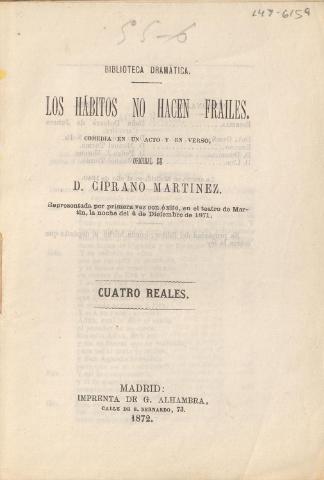 55-6
147-6159
BIBLIOTECA DRAMÁTICA.
LOS HÁBITOS NO HACEN FRAILES.
COMEDIA EN UN ACTO Y EN VERSO,
ORIGINAL DE
D. CIPRANO MARTINEZ.
Representada por primera vez con éxito, en el teatro de Mar-
tin, la noche del 4 de Diciembre de 1871.
CUATRO REALES.
MADRID:
IMPRENTA DE G. ALHAMBRA,
CALLE DE S. BERNARDO, 73.
1872.